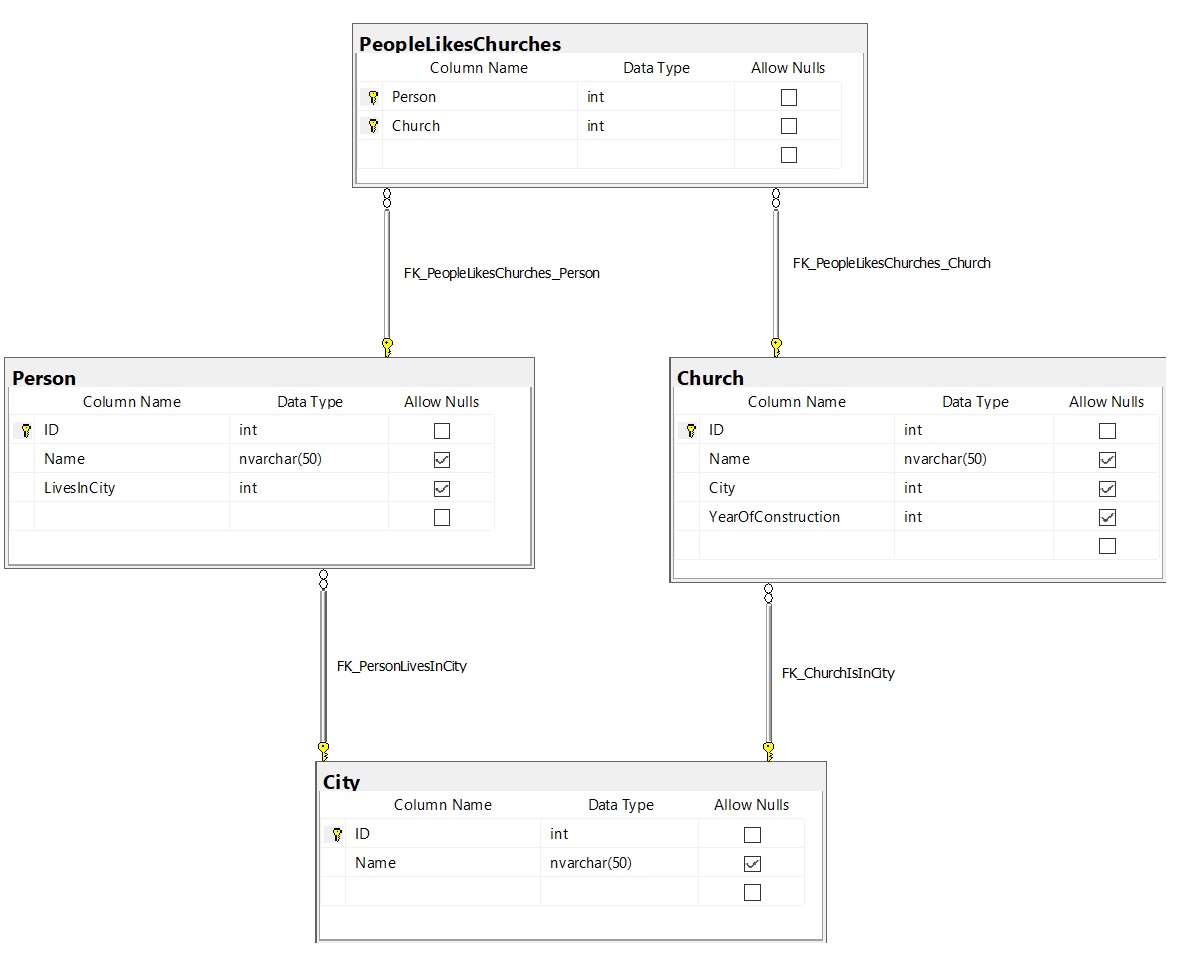 PeopleLikesChurches
Column Name Data Type Allow Nulls
Person int
Church int
FK_PeopleLikesChurches_Person
FK_PeopleLikesChurches_Church
Person
Column Name Data Type Allow Nulls
ID int
Name nvarchar(50)
LivesInCity int
Church
Column Name Data Type Allow Nulls
ID int
Name nvarchar(50)
City int
YearOfConstruction int
FK_PersonLivesInCity
FK_ChurchIsInCity
City
Column Name Data Type Allow Nulls
ID int
Name nvarchar(50)